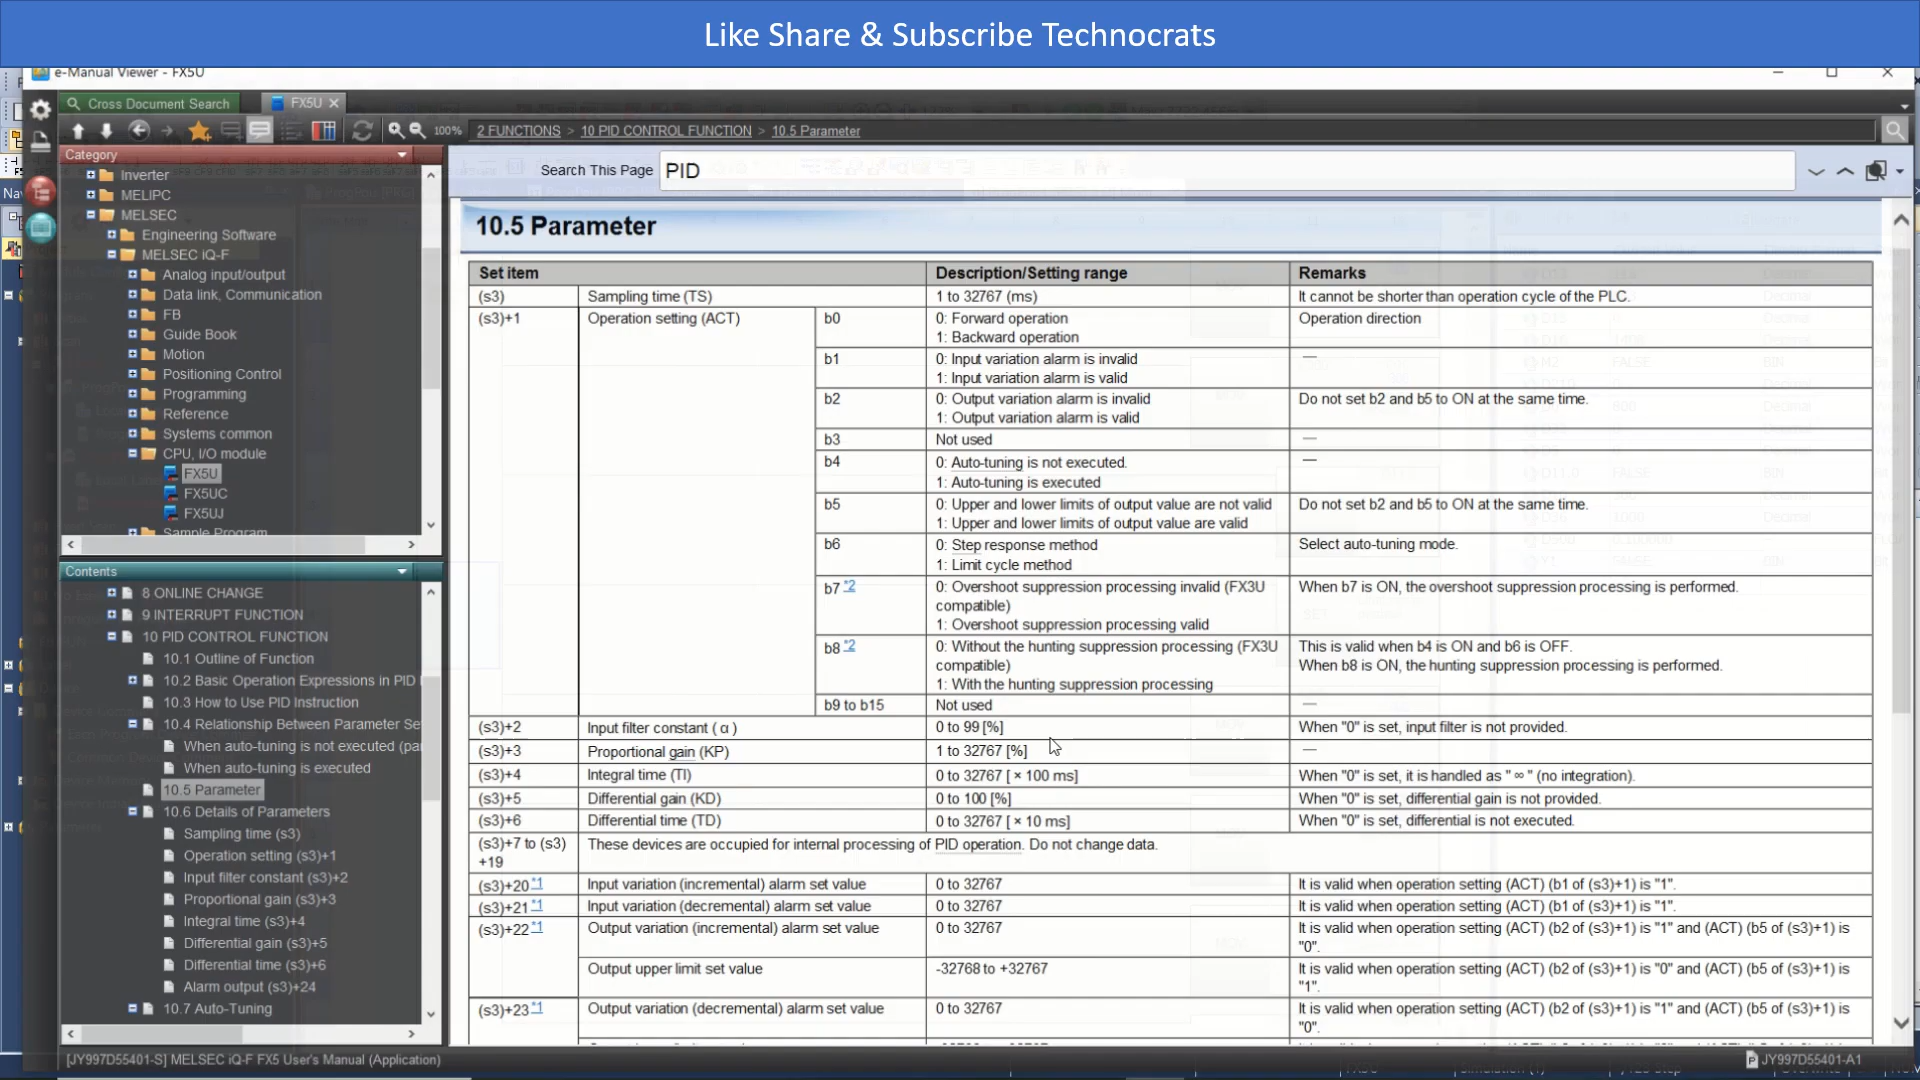 Like Share & Subscribe Technocrats
e-Manual Viewer - FX5U
Cross Document Search
FX5U
100%
2 FUNCTIONS > 10 PID CONTROL FUNCTION > 10.5 Parameter
Category
Inverter
MELIPC
MELSEC
Engineering Software
MELSEC iQ-F
Analog input/output
Data link, Communication
FB
Guide Book
Motion
Positioning Control
Programming
Reference
Systems common
CPU, I/O module
FX5U
FX5UC
FX5UJ
Sample Program
Contents
8 ONLINE CHANGE
9 INTERRUPT FUNCTION
10 PID CONTROL FUNCTION
10.1 Outline of Function
10.2 Basic Operation Expressions in PID
10.3 How to Use PID Instruction
10.4 Relationship Between Parameter Se
When auto-tuning is not executed (pa
When auto-tuning is executed
10.5 Parameter
10.6 Details of Parameters
Sampling time (s3)
Operation setting (s3)+1
Input filter constant (s3)+2
Proportional gain (s3)+3
Integral time (s3)+4
Differential gain (s3)+5
Differential time (s3)+6
Alarm output (s3)+24
10.7 Auto-Tuning
Search This Page PID
10.5 Parameter
Set item Description/Setting range Remarks
(s3) Sampling time (TS) 1 to 32767 (ms) It cannot be shorter than operation cycle of the PLC.
(s3)+1 Operation setting (ACT) b0 0: Forward operation Operation direction
1: Backward operation
b1 0: Input variation alarm is invalid —
1: Input variation alarm is valid
b2 0: Output variation alarm is invalid Do not set b2 and b5 to ON at the same time.
1: Output variation alarm is valid
b3 Not used —
b4 0: Auto-tuning is not executed. —
1: Auto-tuning is executed
b5 0: Upper and lower limits of output value are not valid Do not set b2 and b5 to ON at the same time.
1: Upper and lower limits of output value are valid
b6 0: Step response method Select auto-tuning mode.
1: Limit cycle method
b7 *2 0: Overshoot suppression processing invalid (FX3U When b7 is ON, the overshoot suppression processing is performed.
compatible)
1: Overshoot suppression processing valid
b8 *2 0: Without the hunting suppression processing (FX3U This is valid when b4 is ON and b6 is OFF.
compatible) When b8 is ON, the hunting suppression processing is performed.
1: With the hunting suppression processing
b9 to b15 Not used —
(s3)+2 Input filter constant ( α ) 0 to 99 [%] When "0" is set, input filter is not provided.
(s3)+3 Proportional gain (KP) 1 to 32767 [%] —
(s3)+4 Integral time (TI) 0 to 32767 [ × 100 ms] When "0" is set, it is handled as " ∞ " (no integration).
(s3)+5 Differential gain (KD) 0 to 100 [%] When "0" is set, differential gain is not provided.
(s3)+6 Differential time (TD) 0 to 32767 [ × 10 ms] When "0" is set, differential is not executed.
(s3)+7 to (s3) These devices are occupied for internal processing of PID operation. Do not change data.
+19
(s3)+20 *1 Input variation (incremental) alarm set value 0 to 32767 It is valid when operation setting (ACT) (b1 of (s3)+1) is "1".
(s3)+21 *1 Input variation (decremental) alarm set value 0 to 32767 It is valid when operation setting (ACT) (b1 of (s3)+1) is "1".
(s3)+22 *1 Output variation (incremental) alarm set value 0 to 32767 It is valid when operation setting (ACT) (b2 of (s3)+1) is "1" and (ACT) (b5 of (s3)+1) is
"0".
Output upper limit set value -32768 to +32767 It is valid when operation setting (ACT) (b2 of (s3)+1) is "0" and (ACT) (b5 of (s3)+1) is
"1".
(s3)+23 *1 Output variation (decremental) alarm set value 0 to 32767 It is valid when operation setting (ACT) (b2 of (s3)+1) is "1" and (ACT) (b5 of (s3)+1) is
"0".
[JY997D55401-S] MELSEC iQ-F FX5 User's Manual (Application)
JY997D55401-A1